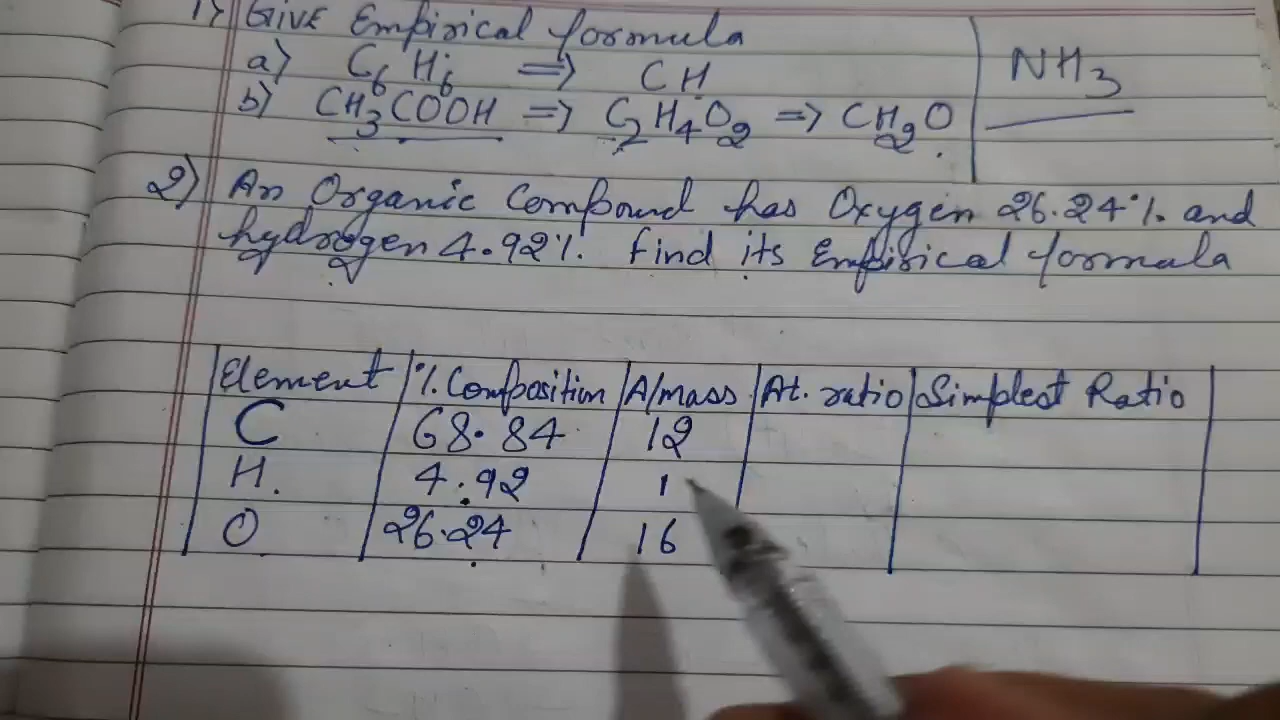 1) Give Empirical formula
a) C6 H6 => CH
b) CH3COOH => C2H4O2 => CH2O
NH3
2) An Organic Compound has Oxygen 26.24% and
hydrogen 4.92%. find its Empirical formula
Element %.Composition A/mass At. ratio Simplest Ratio
C 68.84 12
H. 4.92 1
O 26.24 16